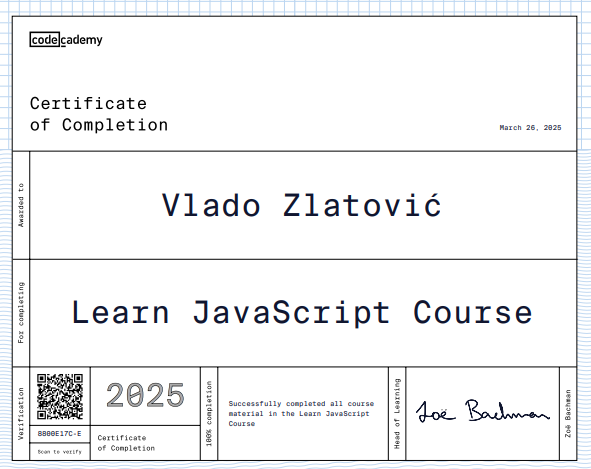 codecademy
Certificate
of Completion
March 26, 2025
Awarded to
Vlado Zlatović
For completing
Learn JavaScript Course
Verification
8B00E17C-E
Scan to verify
2025
Certificate
of Completion
100% completion
Successfully completed all course
material in the Learn JavaScript
Course
Head of Learning
Zoë Bachman
Zoë Bachman